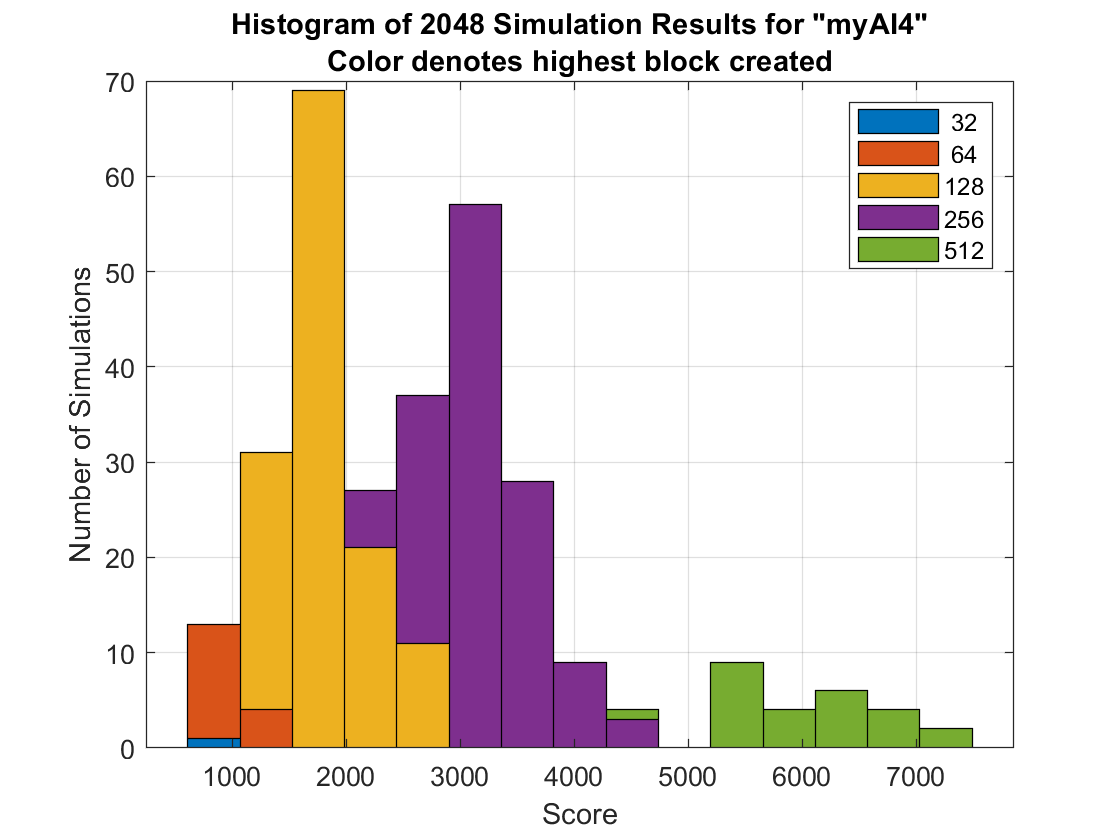 Histogram of 2048 Simulation Results for "myAI4"
Color denotes highest block created
70
60
50
40
30
20
10
0
Number of Simulations
32
64
128
256
512
1000 2000 3000 4000 5000 6000 7000
Score